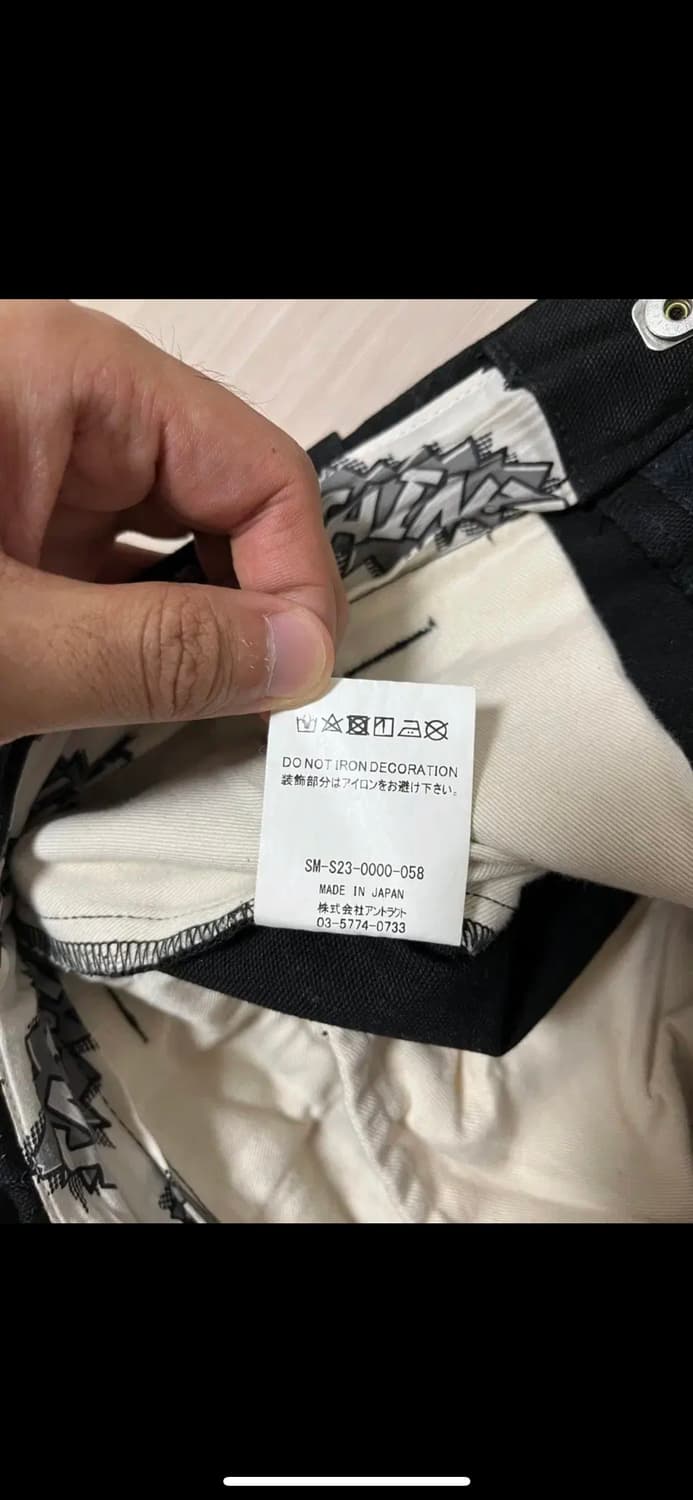 DO NOT IRON DECORATION
装飾部分はアイロンをお避け下さい。
SM-S23-0000-058
MADE IN JAPAN
株式会社アントラクト
03-5774-0733